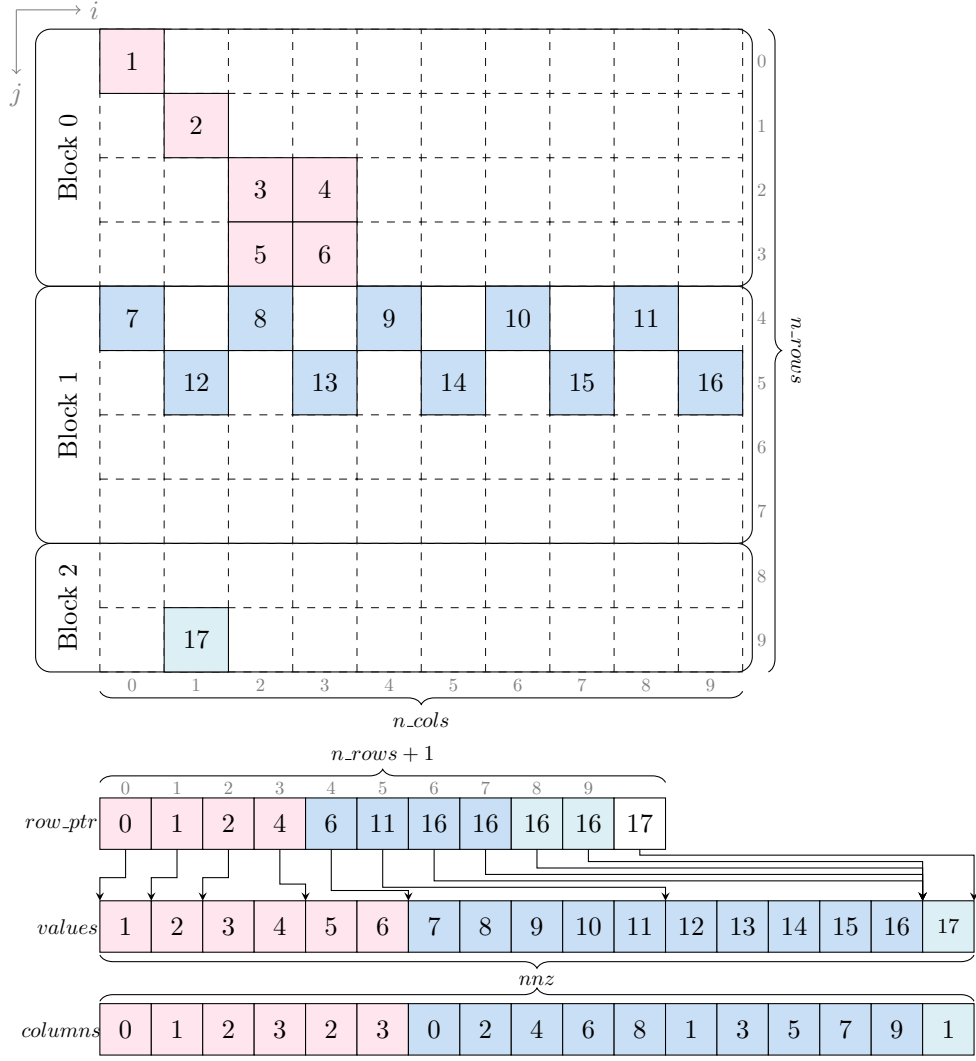 i
j
Block 0
1
0
2
1
3 4
2
5 6
3
Block 1
7 8 9 10 11
4
12 13 14 15 16
5
6
7
n_rows
Block 2
8
17
9
0 1 2 3 4 5 6 7 8 9
n_cols
n_rows + 1
0 1 2 3 4 5 6 7 8 9
row_ptr 0 1 2 4 6 11 16 16 16 16 17
values 1 2 3 4 5 6 7 8 9 10 11 12 13 14 15 16 17
nnz
columns 0 1 2 3 2 3 0 2 4 6 8 1 3 5 7 9 1